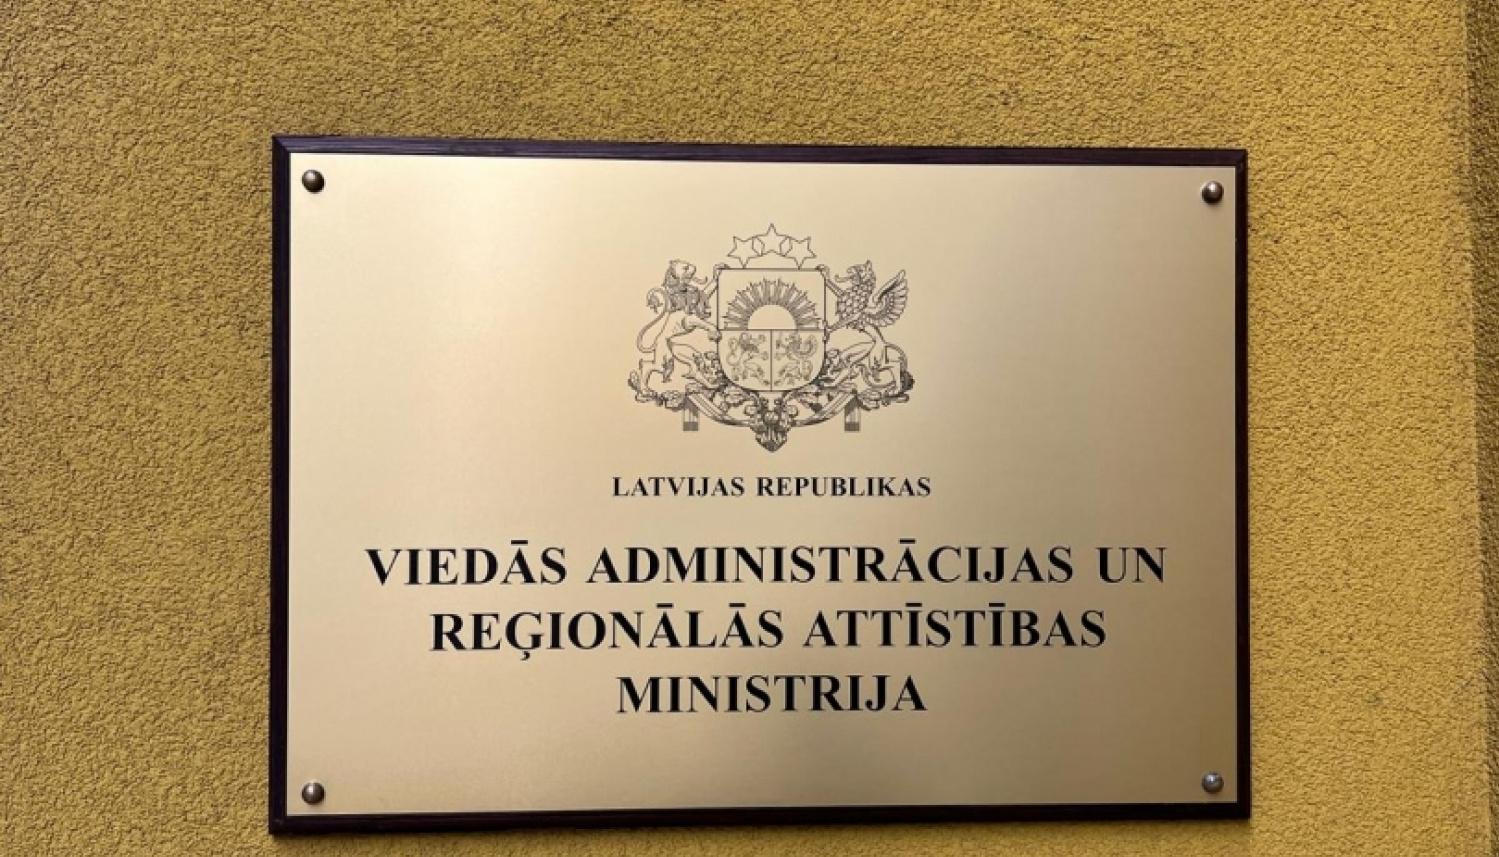 LATVIJAS REPUBLIKAS
VIEDĀS ADMINISTRĀCIJAS UN
REĢIONĀLĀS ATTĪSTĪBAS
MINISTRIJA